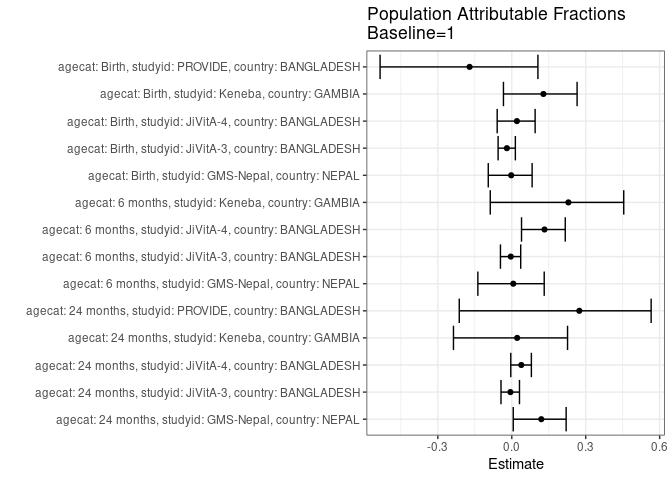 Population Attributable Fractions
Baseline=1
agecat: Birth, studyid: PROVIDE, country: BANGLADESH
agecat: Birth, studyid: Keneba, country: GAMBIA
agecat: Birth, studyid: JiVitA-4, country: BANGLADESH
agecat: Birth, studyid: JiVitA-3, country: BANGLADESH
agecat: Birth, studyid: GMS-Nepal, country: NEPAL
agecat: 6 months, studyid: Keneba, country: GAMBIA
agecat: 6 months, studyid: JiVitA-4, country: BANGLADESH
agecat: 6 months, studyid: JiVitA-3, country: BANGLADESH
agecat: 6 months, studyid: GMS-Nepal, country: NEPAL
agecat: 24 months, studyid: PROVIDE, country: BANGLADESH
agecat: 24 months, studyid: Keneba, country: GAMBIA
agecat: 24 months, studyid: JiVitA-4, country: BANGLADESH
agecat: 24 months, studyid: JiVitA-3, country: BANGLADESH
agecat: 24 months, studyid: GMS-Nepal, country: NEPAL
-0.3 0.0 0.3 0.6
Estimate